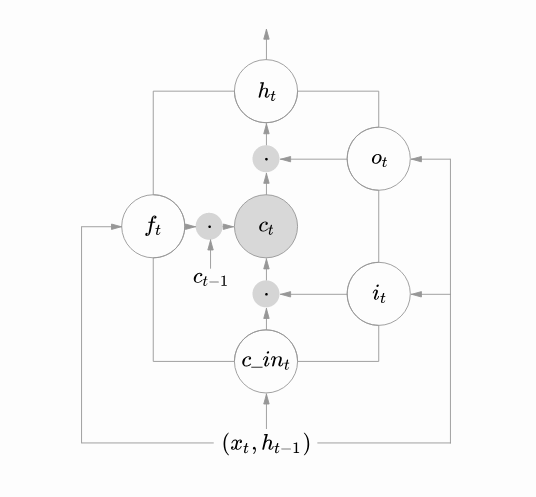 h_t
·
o_t
f_t · c_t
c_{t−1}
· i_t
c_in_t
(x_t, h_{t−1})